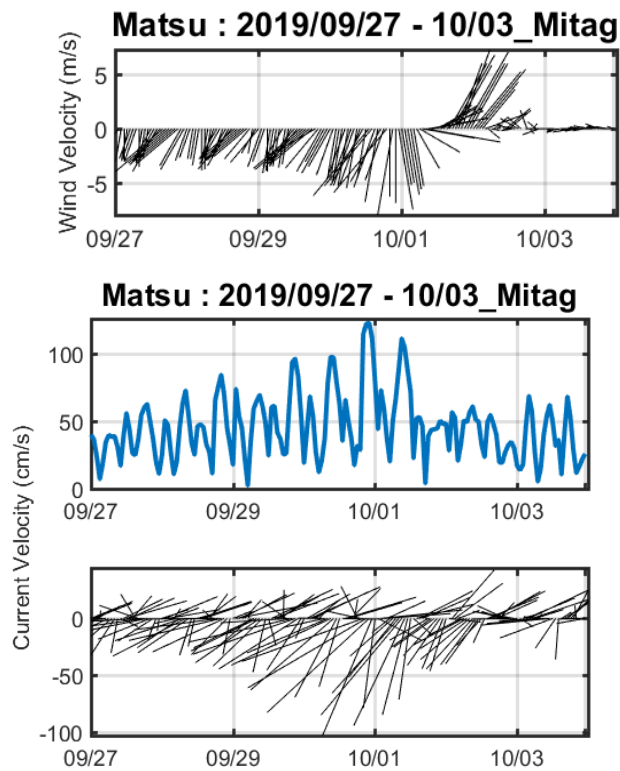 Matsu : 2019/09/27 - 10/03_Mitag
Wind Velocity (m/s)
5
0
-5
09/27 09/29 10/01 10/03
Matsu : 2019/09/27 - 10/03_Mitag
Current Velocity (cm/s)
100
50
0
09/27 09/29 10/01 10/03
0
-50
-100
09/27 09/29 10/01 10/03